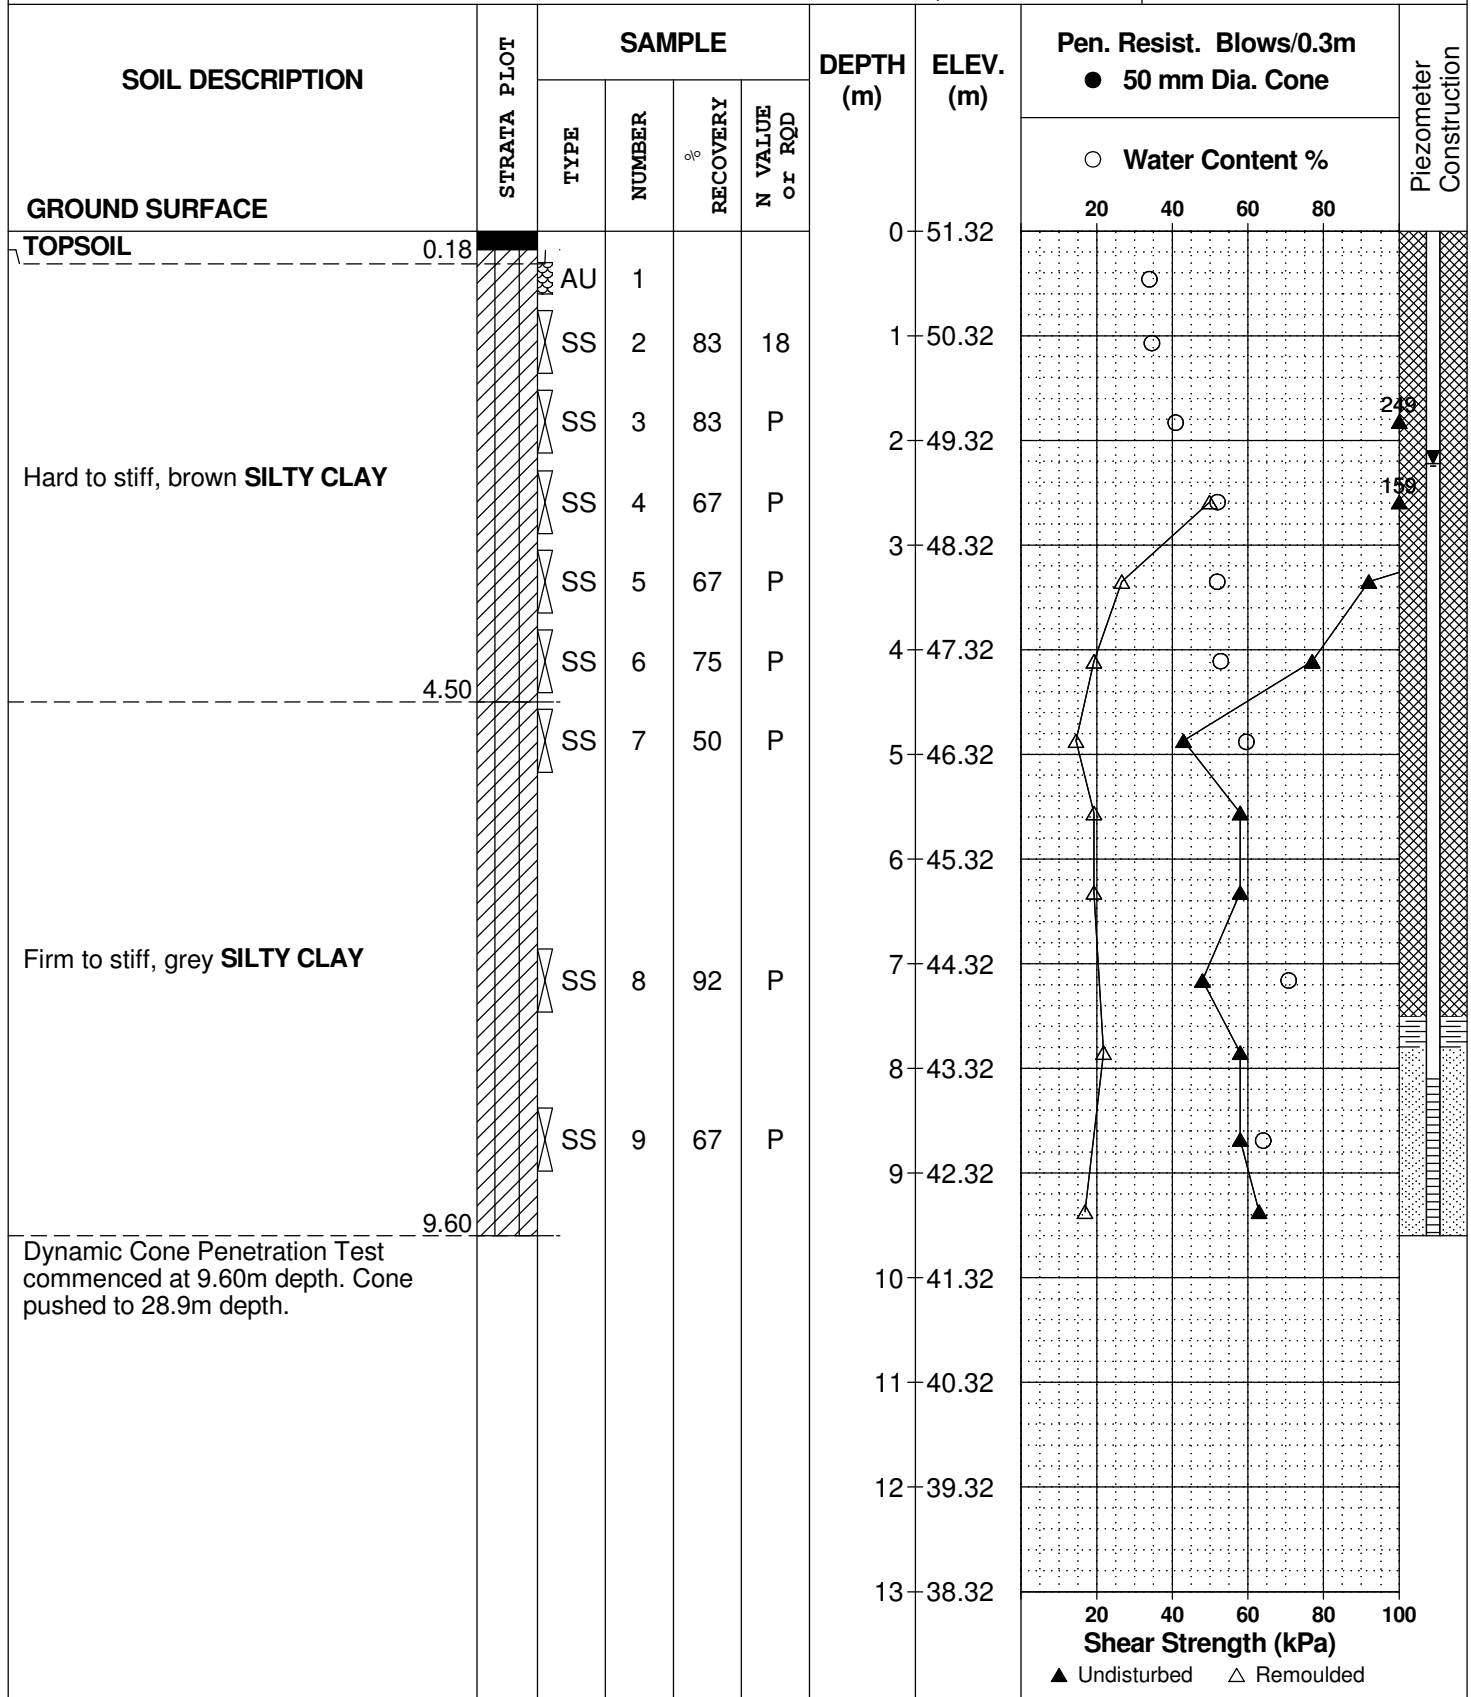 SOIL DESCRIPTION
GROUND SURFACE
STRATA PLOT
SAMPLE
TYPE
NUMBER
%
RECOVERY
N VALUE
or RQD
DEPTH
(m)
ELEV.
(m)
Pen. Resist. Blows/0.3m
● 50 mm Dia. Cone
○ Water Content %
20 40 60 80
Piezometer
Construction
TOPSOIL 0.18
Hard to stiff, brown SILTY CLAY
4.50
Firm to stiff, grey SILTY CLAY
9.60
Dynamic Cone Penetration Test
commenced at 9.60m depth. Cone
pushed to 28.9m depth.
AU 1
SS 2 83 18
SS 3 83 P
SS 4 67 P
SS 5 67 P
SS 6 75 P
SS 7 50 P
SS 8 92 P
SS 9 67 P
0 51.32
1 50.32
2 49.32
3 48.32
4 47.32
5 46.32
6 45.32
7 44.32
8 43.32
9 42.32
10 41.32
11 40.32
12 39.32
13 38.32
249
159
20 40 60 80 100
Shear Strength (kPa)
▲ Undisturbed △ Remoulded